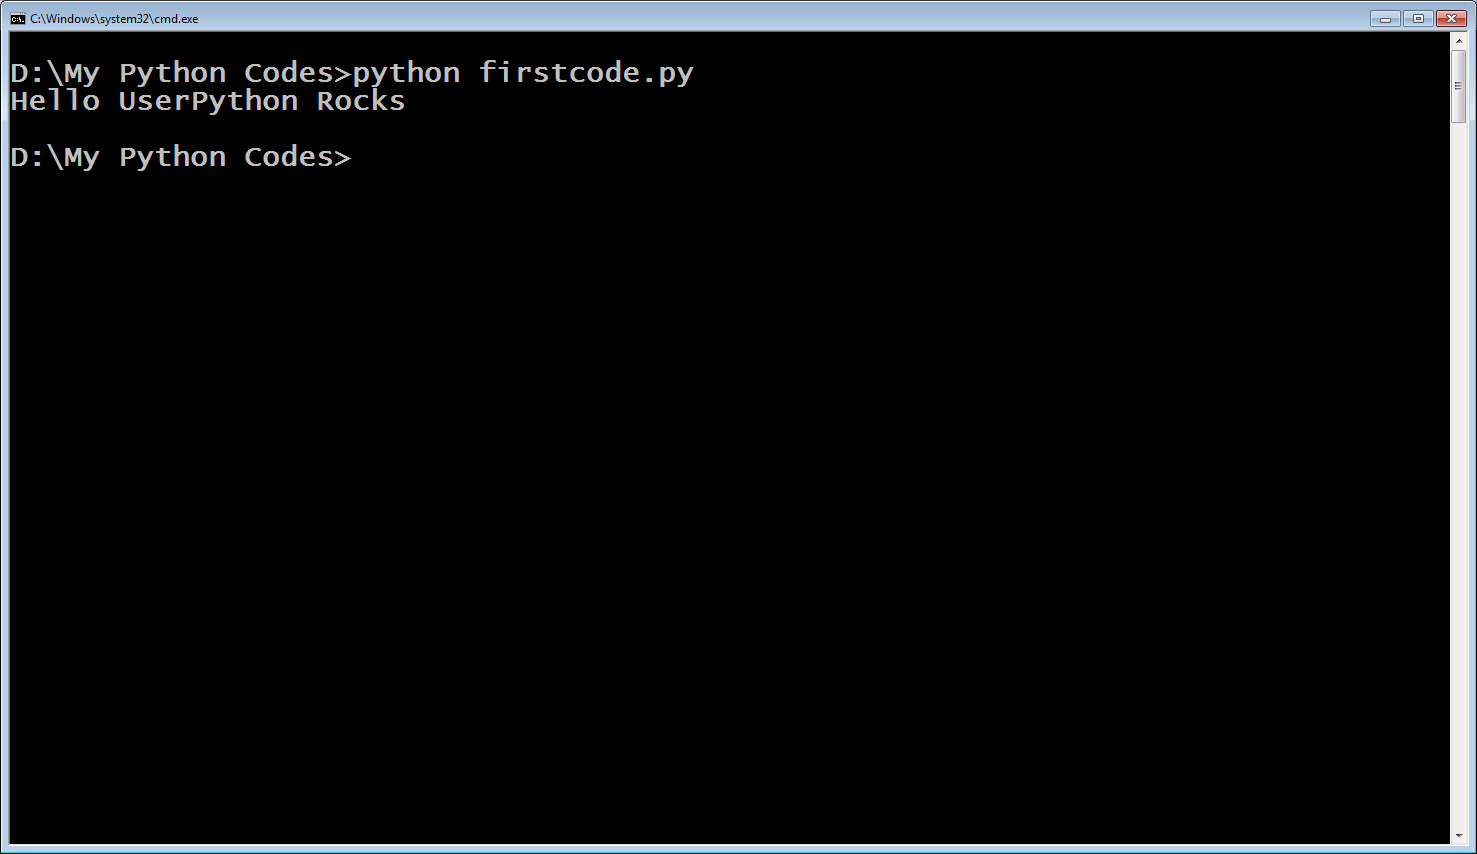 C:\Windows\system32\cmd.exe
D:\My Python Codes>python firstcode.py
Hello UserPython Rocks
D:\My Python Codes>